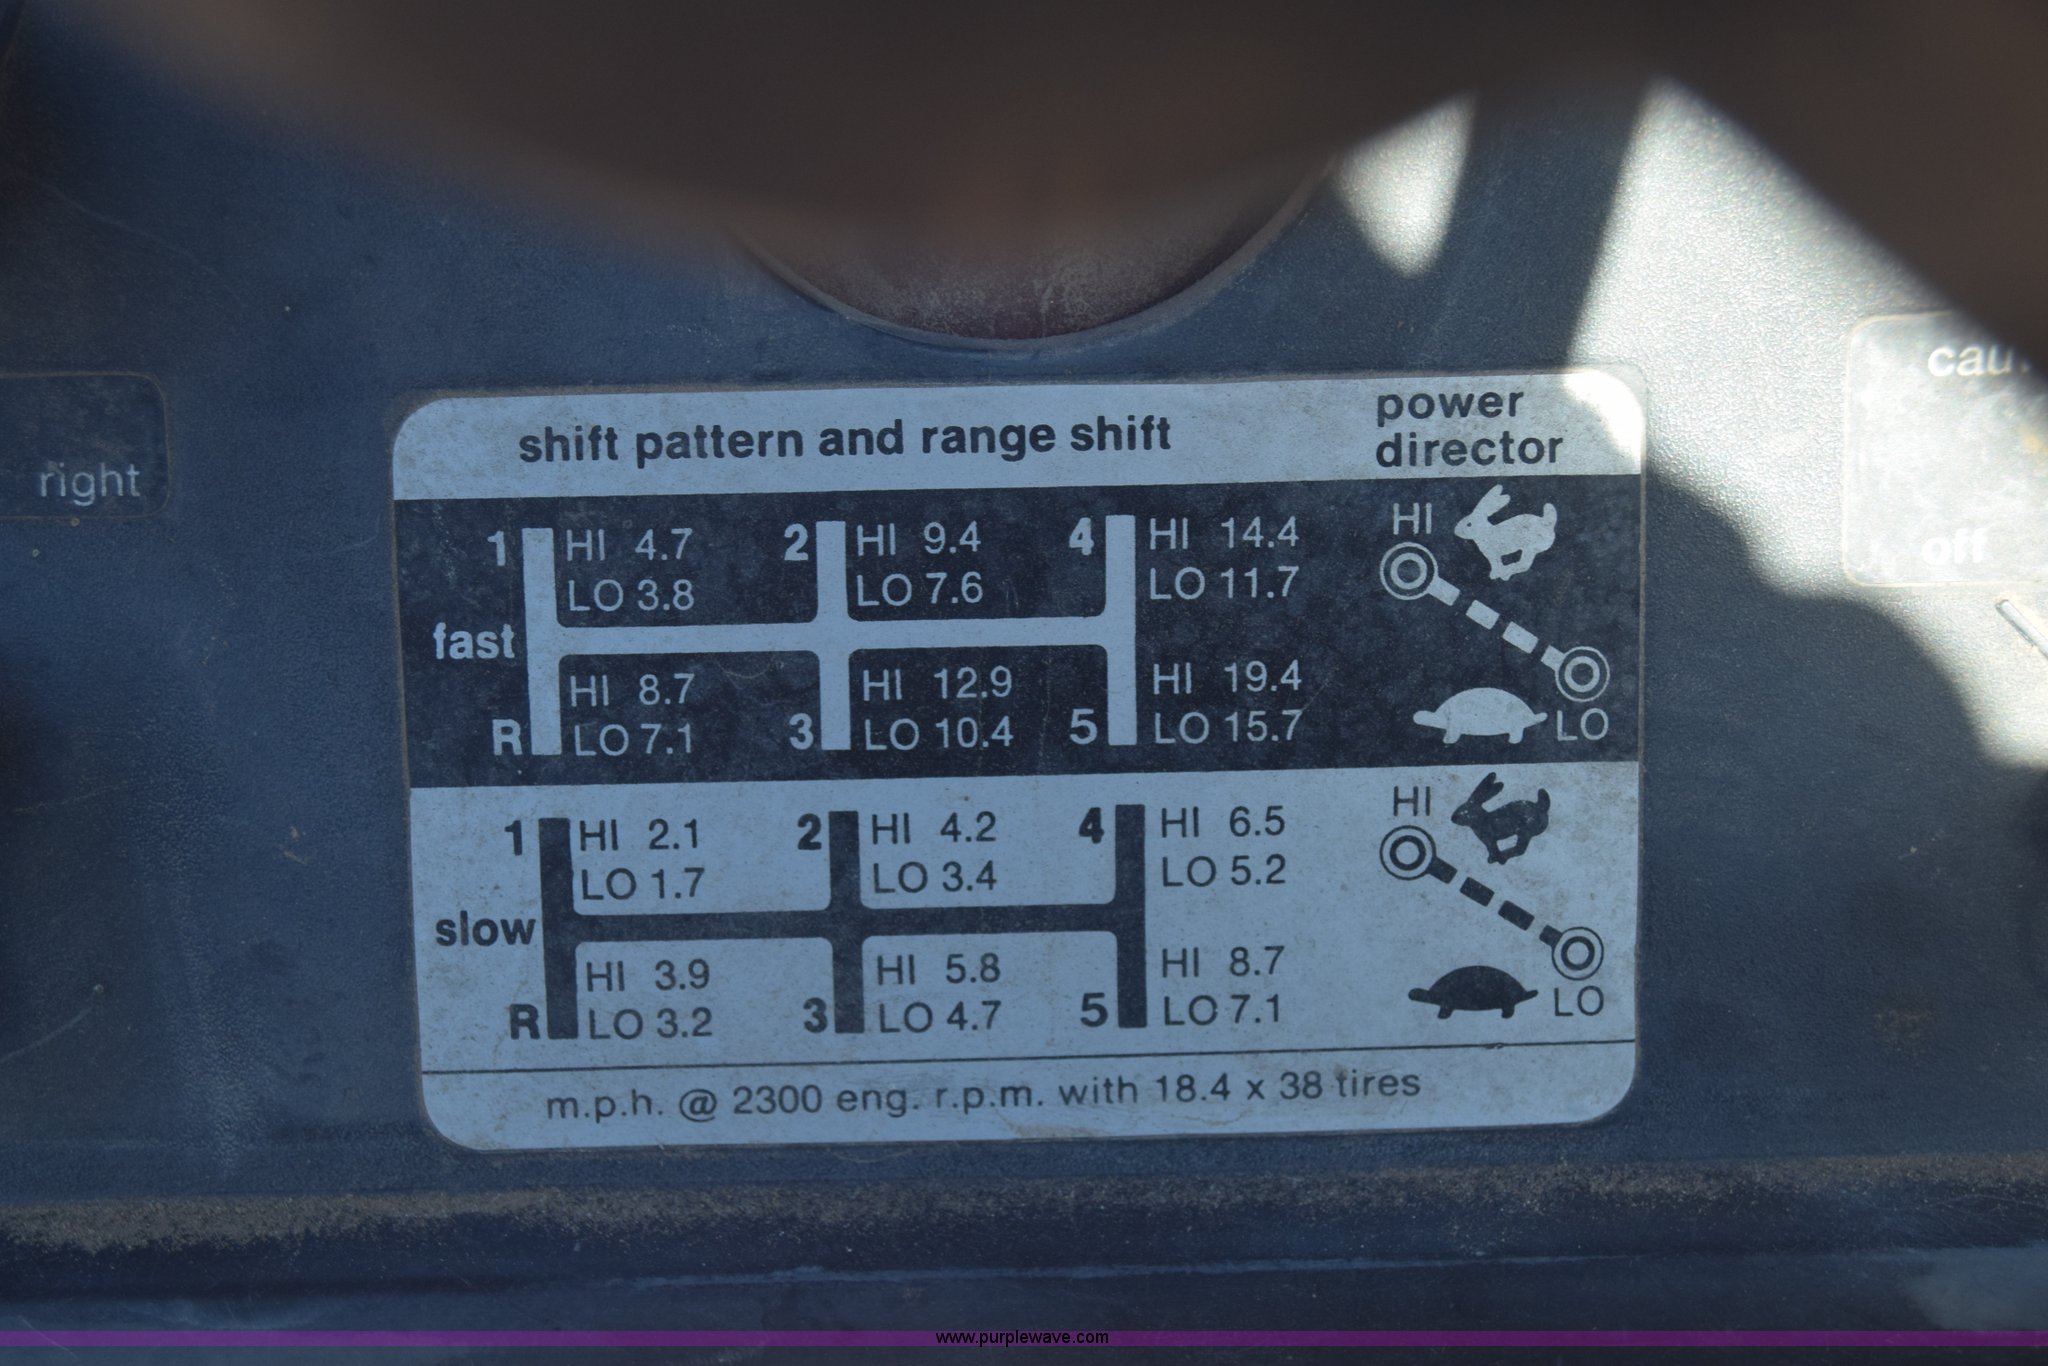 shift pattern and range shift
power
director
1 HI 4.7 2 HI 9.4 4 HI 14.4 HI
LO 3.8 LO 7.6 LO 11.7
fast
HI 8.7 HI 12.9 HI 19.4
R LO 7.1 3 LO 10.4 5 LO 15.7 LO
1 HI 2.1 2 HI 4.2 4 HI 6.5 HI
LO 1.7 LO 3.4 LO 5.2
slow
HI 3.9 HI 5.8 HI 8.7
R LO 3.2 3 LO 4.7 5 LO 7.1 LO
m.p.h. @ 2300 eng. r.p.m. with 18.4 x 38 tires
right
off
www.purplewave.com